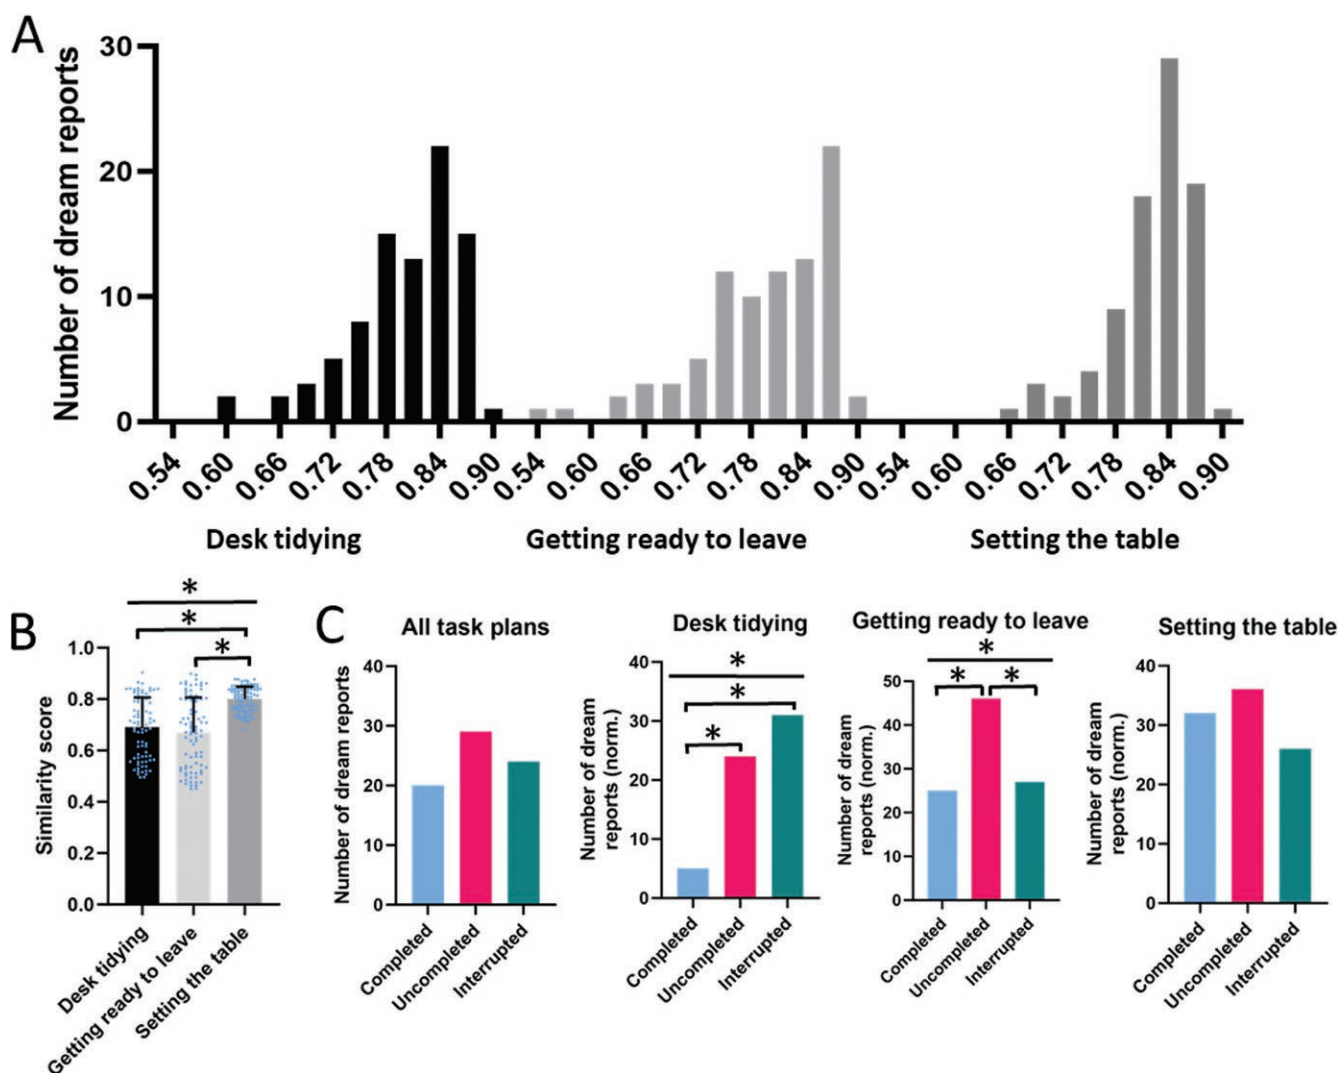 A
Number of dream reports
30
20
10
0
0.54 0.60 0.66 0.72 0.78 0.84 0.90 0.54 0.60 0.66 0.72 0.78 0.84 0.90 0.54 0.60 0.66 0.72 0.78 0.84 0.90
Desk tidying Getting ready to leave Setting the table
B
* * *
Similarity score
1.0
0.8
0.6
0.4
0.2
0.0
Desk tidying
Getting ready to leave
Setting the table
C
All task plans
Number of dream reports
40
30
20
10
0
Completed
Uncompleted
Interrupted
Desk tidying
* * *
Number of dream
reports (norm.)
40
30
20
10
0
Completed
Uncompleted
Interrupted
Getting ready to leave
* * *
Number of dream
reports (norm.)
50
40
30
20
10
0
Completed
Uncompleted
Interrupted
Setting the table
Number of dream
reports (norm.)
40
30
20
10
0
Completed
Uncompleted
Interrupted